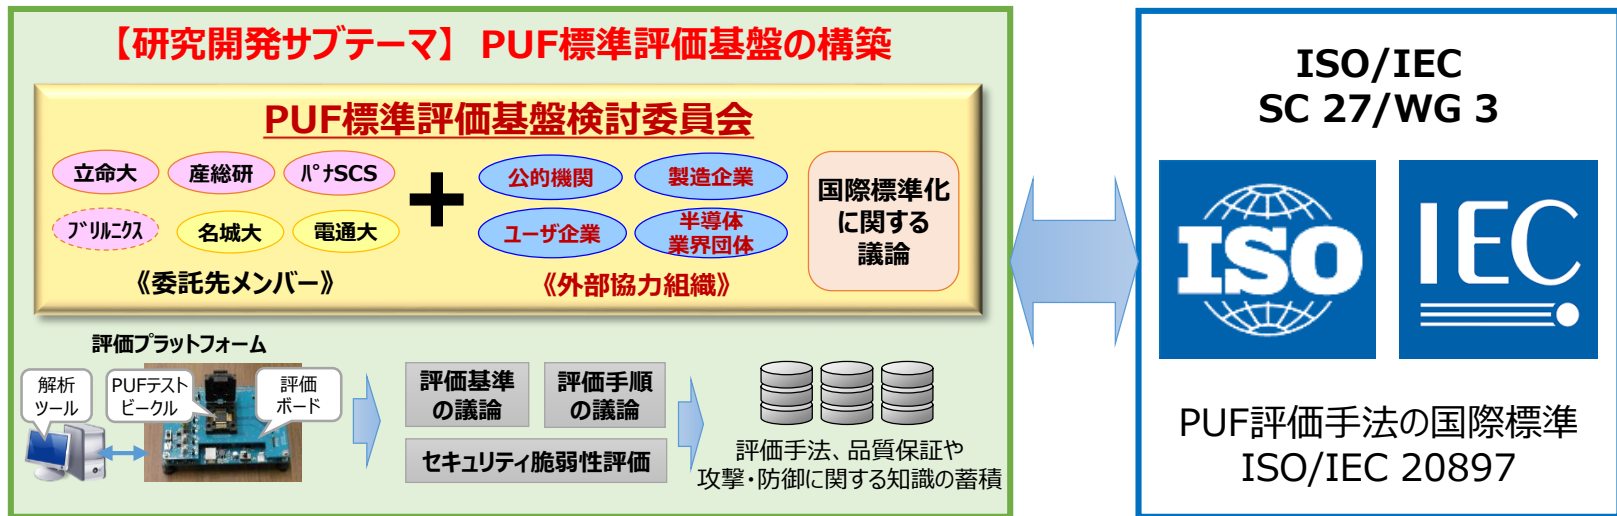 【研究開発サブテーマ】 PUF標準評価基盤の構築
PUF標準評価基盤検討委員会
立命大
産総研
ﾊﾟﾅSCS
ﾌﾞﾘﾙﾆｸｽ
名城大
電通大
《委託先メンバー》
+
公的機関
製造企業
ユーザ企業
半導体
業界団体
《外部協力組織》
国際標準化
に関する
議論
評価プラットフォーム
解析
ツール
PUFテスト
ビークル
評価
ボード
評価基準
の議論
評価手順
の議論
セキュリティ脆弱性評価
評価手法、品質保証や
攻撃・防御に関する知識の蓄積
ISO/IEC
SC 27/WG 3
ISO
IEC
PUF評価手法の国際標準
ISO/IEC 20897